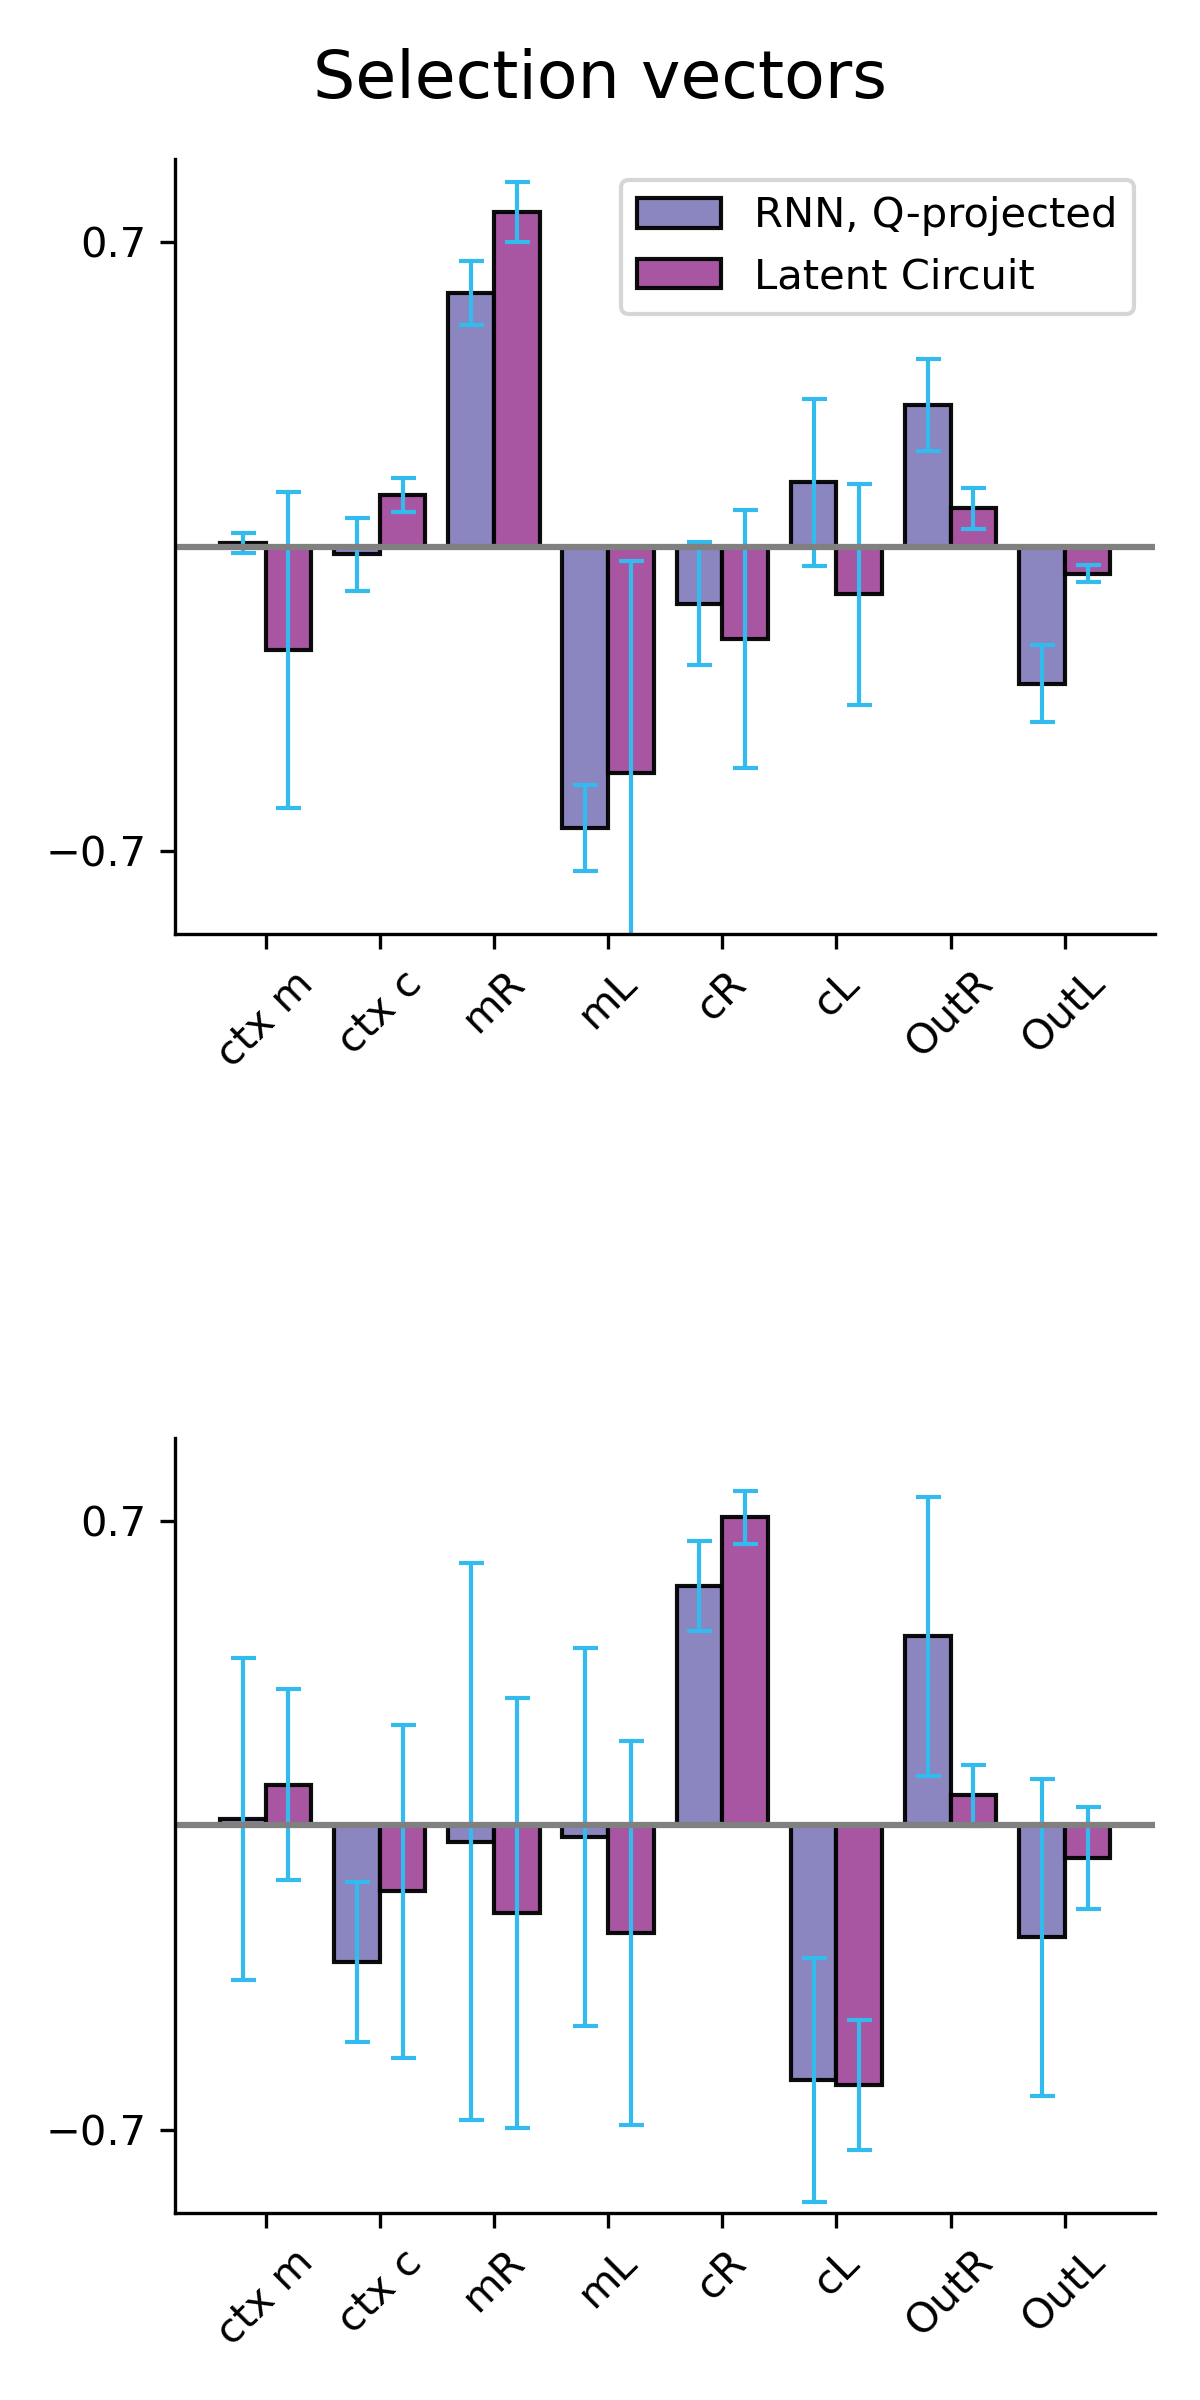 Selection vectors
RNN, Q-projected
Latent Circuit
0.7
−0.7
ctx m
ctx c
mR
mL
cR
cL
OutR
OutL
0.7
−0.7
ctx m
ctx c
mR
mL
cR
cL
OutR
OutL